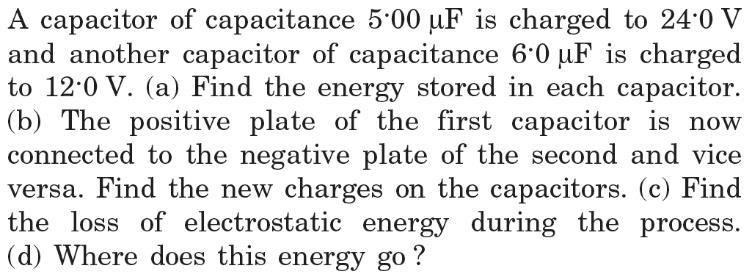 A capacitor of capacitance 5·00 μF is charged to 24·0 V
and another capacitor of capacitance 6·0 μF is charged
to 12·0 V. (a) Find the energy stored in each capacitor.
(b) The positive plate of the first capacitor is now
connected to the negative plate of the second and vice
versa. Find the new charges on the capacitors. (c) Find
the loss of electrostatic energy during the process.
(d) Where does this energy go ?